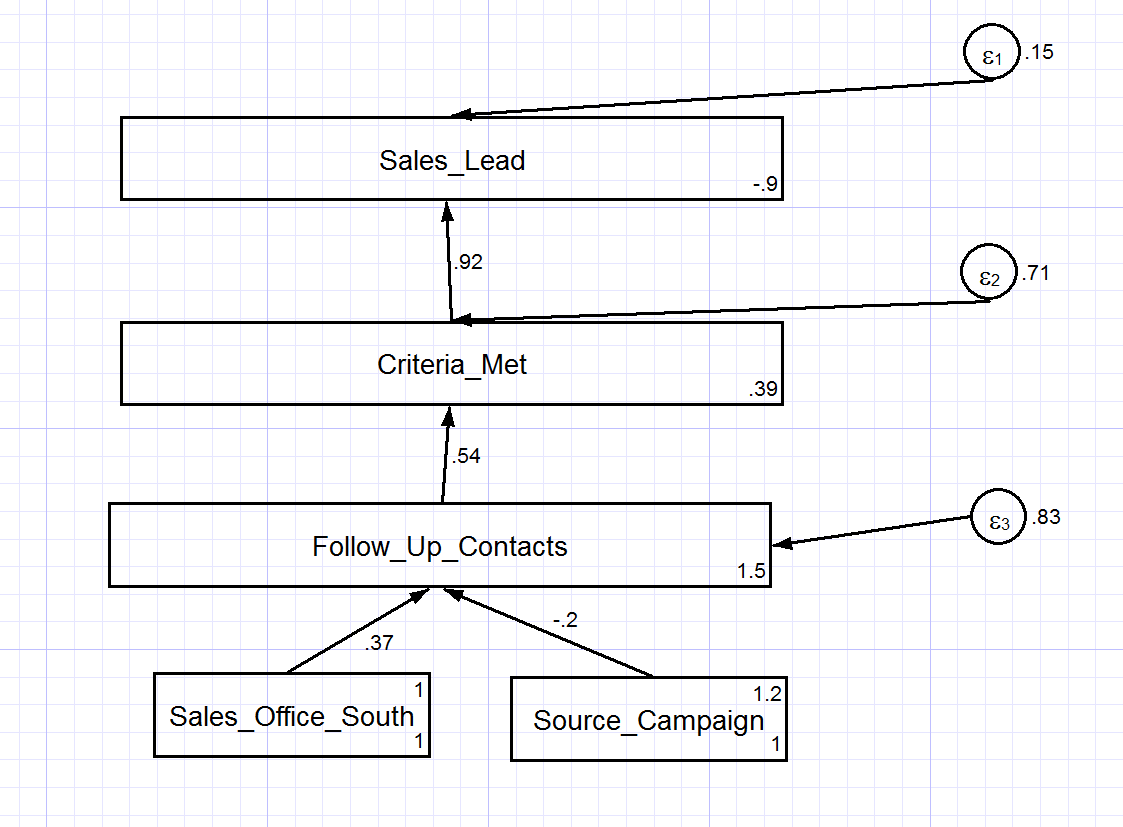 ε1 .15
Sales_Lead
-.9
.92
ε2 .71
Criteria_Met
.39
.54
ε3 .83
Follow_Up_Contacts
1.5
.37
-.2
1
Sales_Office_South
1
1.2
Source_Campaign
1